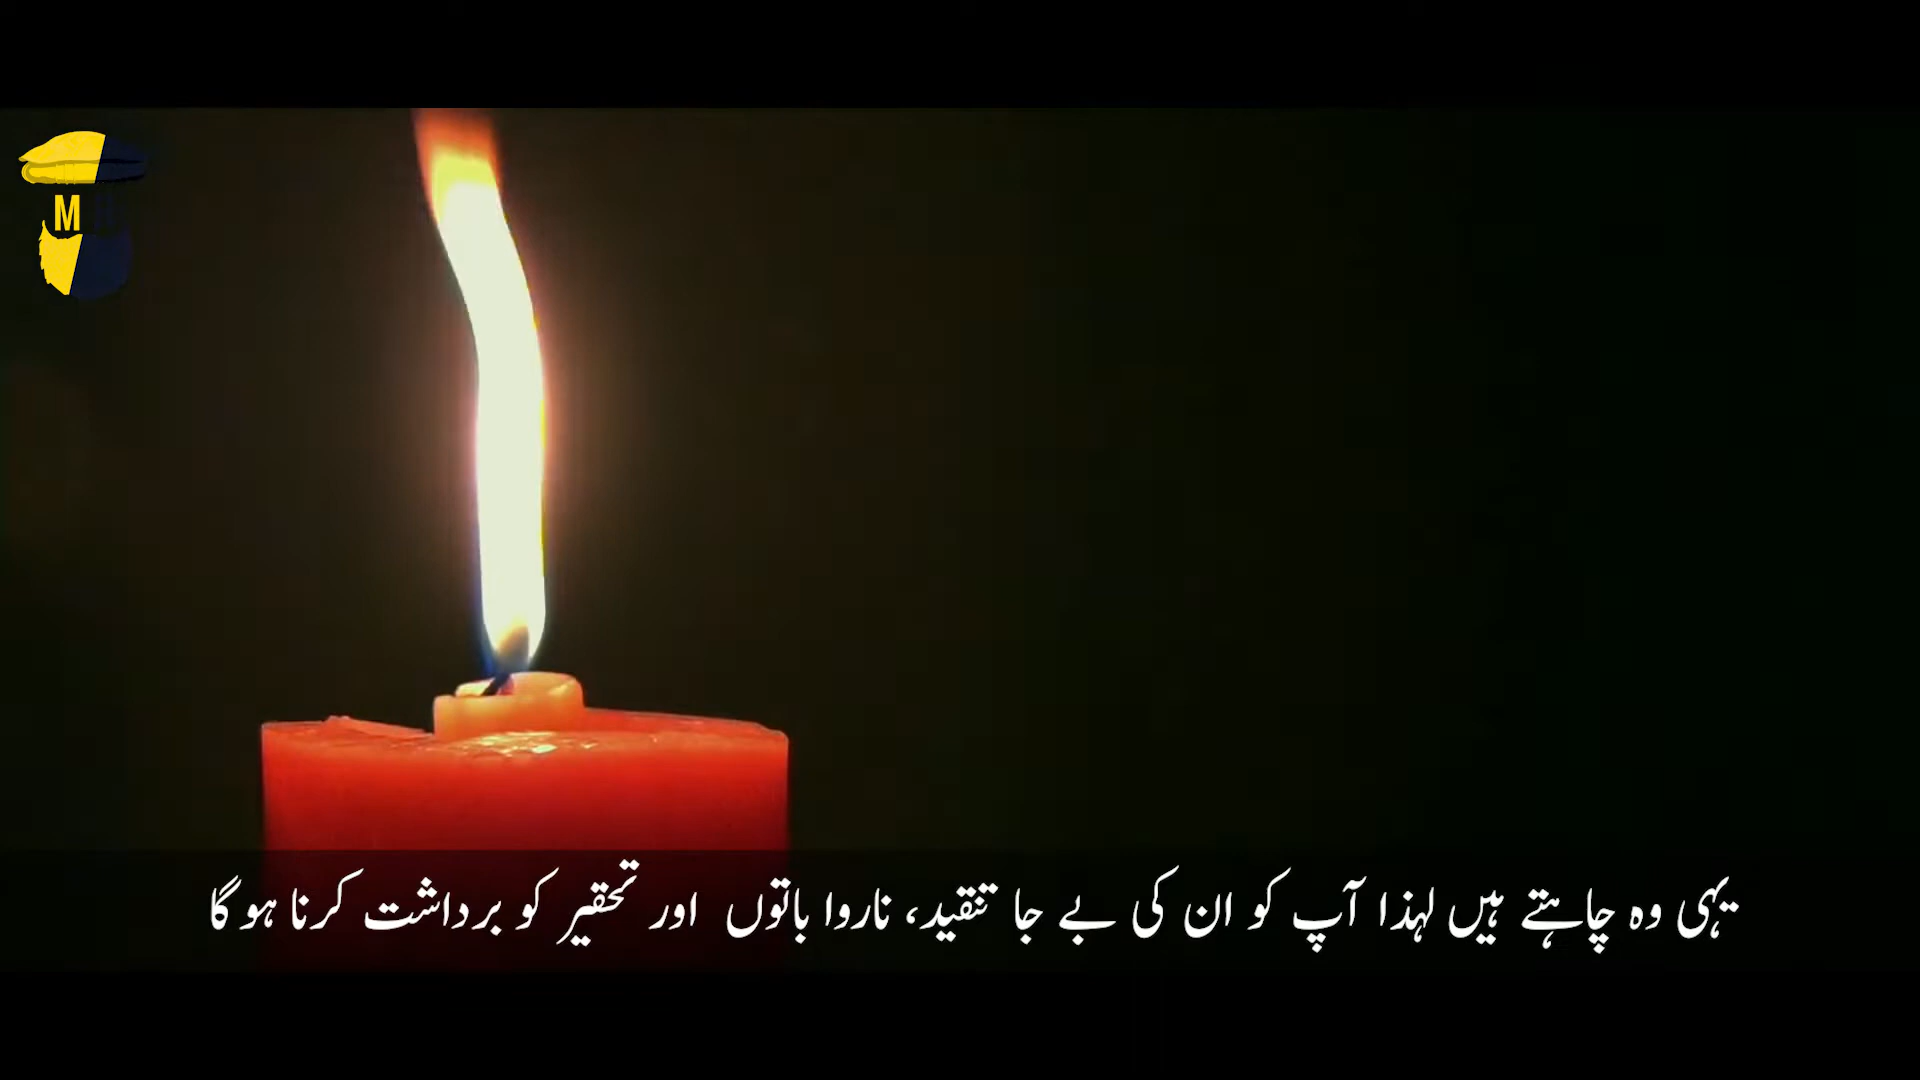 M
یہی وہ چاہتے ہیں لہذا آپ کو ان کی بے جا تنقید، ناروا باتوں اور تحقیر کو برداشت کرنا ہو گا